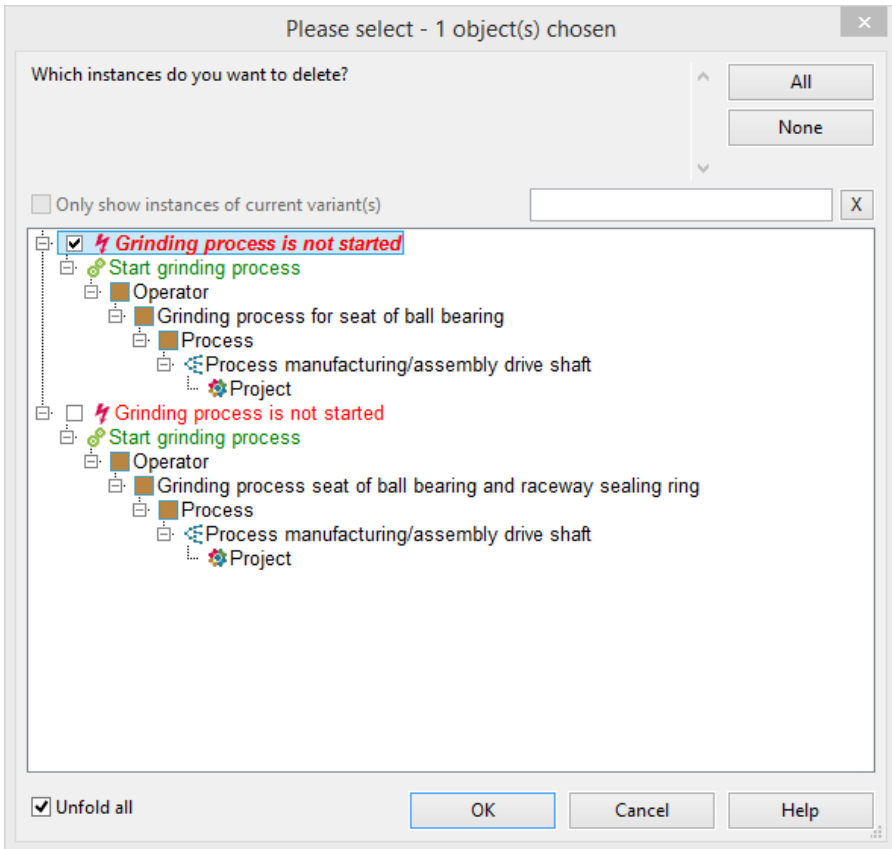 Please select - 1 object(s) chosen
Which instances do you want to delete?
All
None
Only show instances of current variant(s)
X
Grinding process is not started
Start grinding process
Operator
Grinding process for seat of ball bearing
Process
Process manufacturing/assembly drive shaft
Project
Grinding process is not started
Start grinding process
Operator
Grinding process seat of ball bearing and raceway sealing ring
Process
Process manufacturing/assembly drive shaft
Project
Unfold all
OK
Cancel
Help